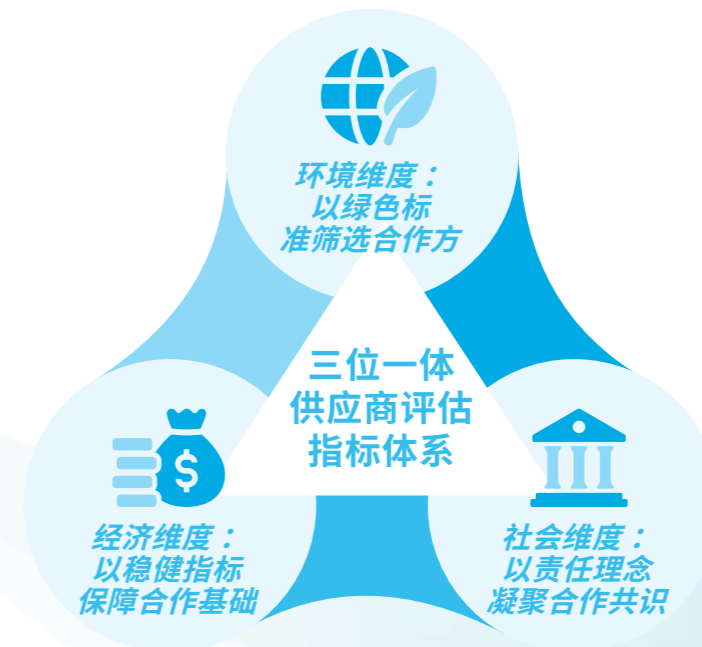 环境维度：
以绿色标
准筛选合作方
三位一体
供应商评估
指标体系
$
经济维度：
以稳健指标
保障合作基础
社会维度：
以责任理念
凝聚合作共识